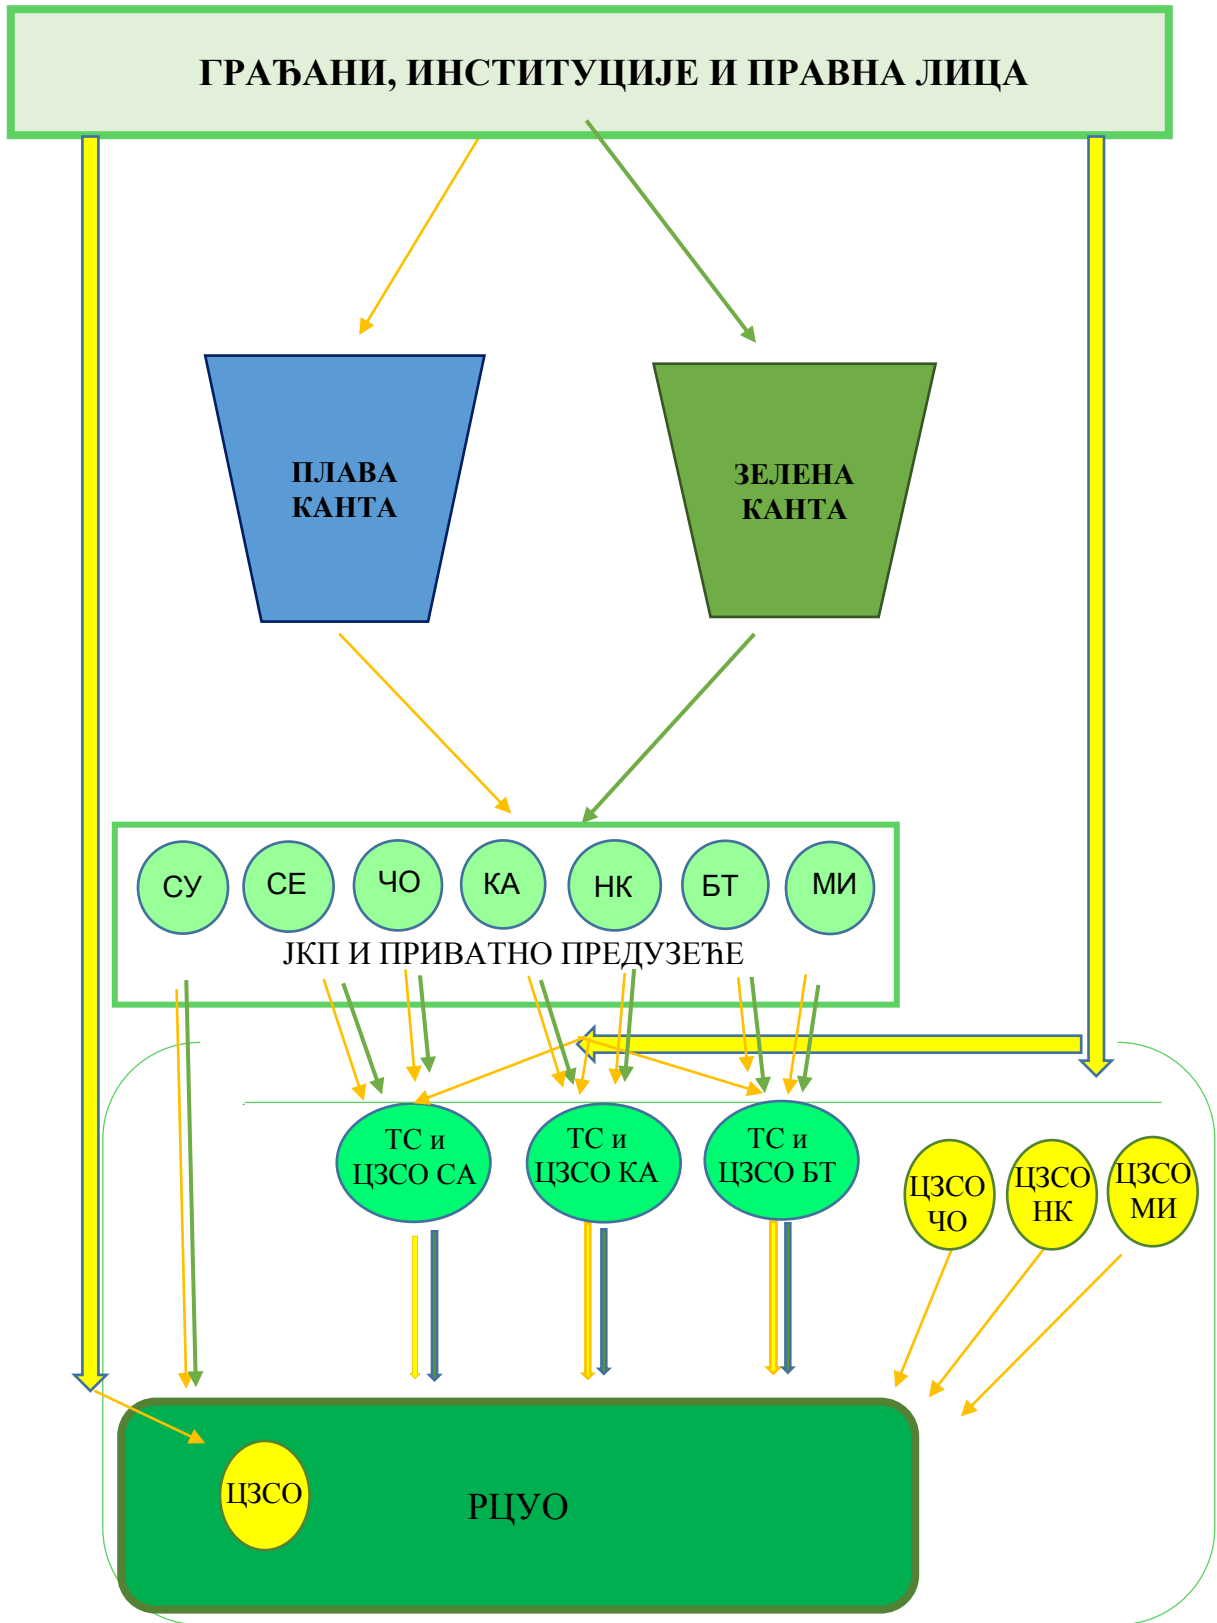 ГРАЂАНИ, ИНСТИТУЦИЈЕ И ПРАВНА ЛИЦА
ПЛАВА
КАНТА
ЗЕЛЕНА
КАНТА
СУ
СЕ
ЧО
КА
НК
БТ
МИ
ЈКП И ПРИВАТНО ПРЕДУЗЕЋЕ
ТС и
ЦЗСО СА
ТС и
ЦЗСО КА
ТС и
ЦЗСО БТ
ЦЗСО
ЧО
ЦЗСО
НК
ЦЗСО
МИ
ЦЗСО
РЦУО